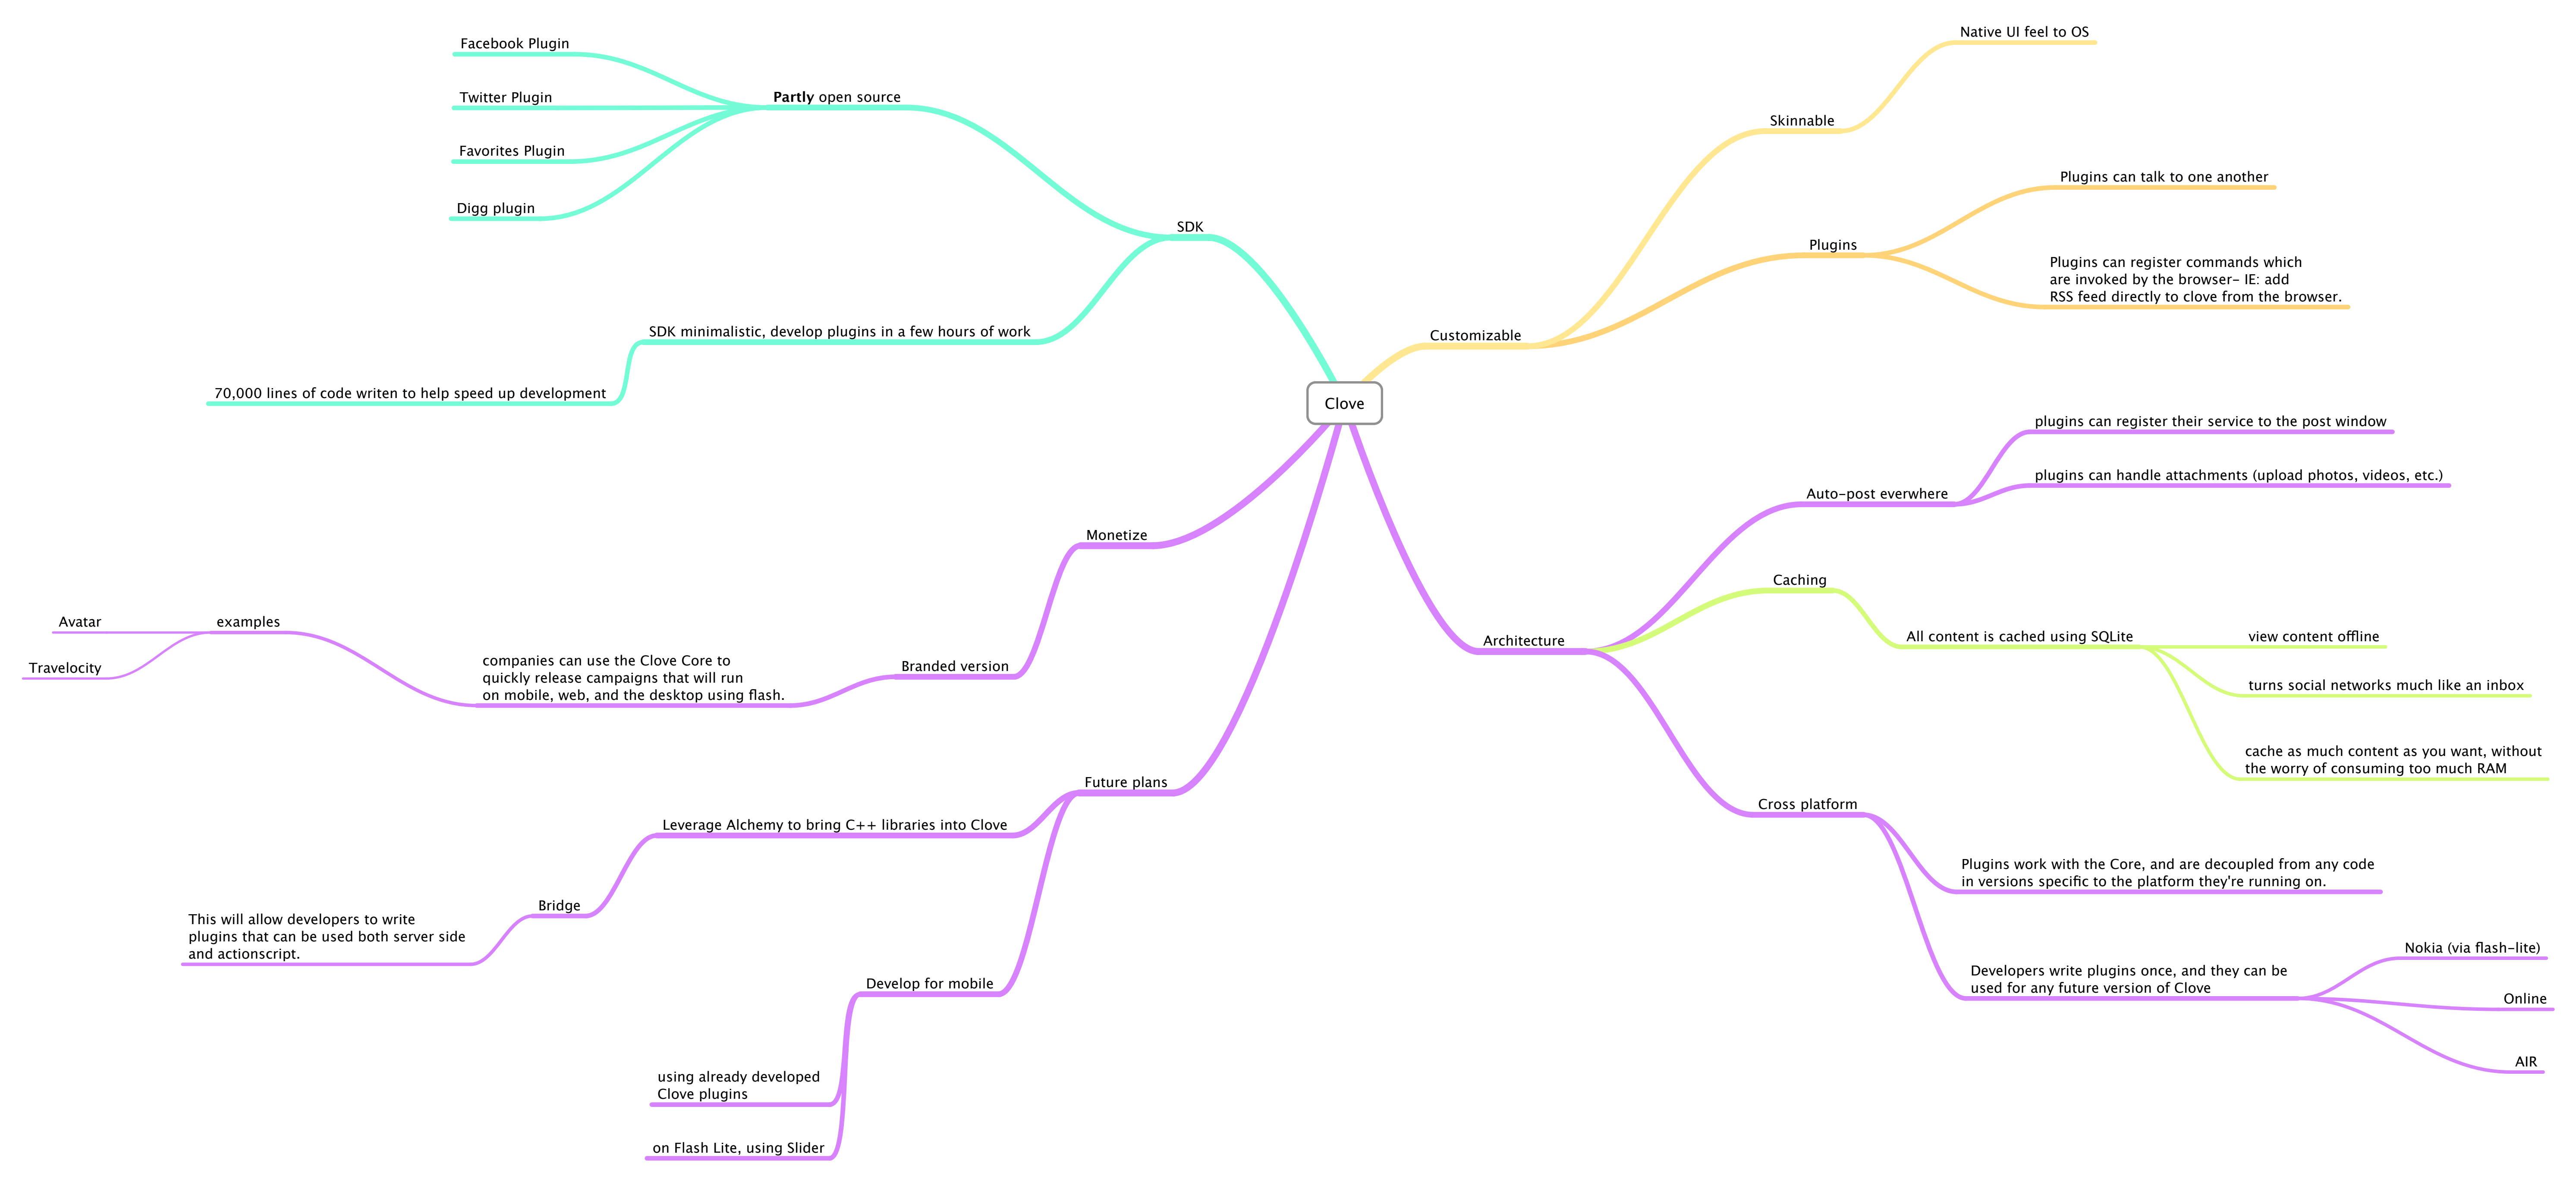 Clove
SDK
Partly open source
Facebook Plugin
Twitter Plugin
Favorites Plugin
Digg plugin
SDK minimalistic, develop plugins in a few hours of work
70,000 lines of code writen to help speed up development
Monetize
Branded version
companies can use the Clove Core to
quickly release campaigns that will run
on mobile, web, and the desktop using flash.
examples
Avatar
Travelocity
Future plans
Leverage Alchemy to bring C++ libraries into Clove
Bridge
This will allow developers to write
plugins that can be used both server side
and actionscript.
Develop for mobile
using already developed
Clove plugins
on Flash Lite, using Slider
Customizable
Skinnable
Native UI feel to OS
Plugins
Plugins can talk to one another
Plugins can register commands which
are invoked by the browser- IE: add
RSS feed directly to clove from the browser.
Architecture
Auto-post everwhere
plugins can register their service to the post window
plugins can handle attachments (upload photos, videos, etc.)
Caching
All content is cached using SQLite
view content offline
turns social networks much like an inbox
cache as much content as you want, without
the worry of consuming too much RAM
Cross platform
Plugins work with the Core, and are decoupled from any code
in versions specific to the platform they're running on.
Developers write plugins once, and they can be
used for any future version of Clove
Nokia (via flash-lite)
Online
AIR